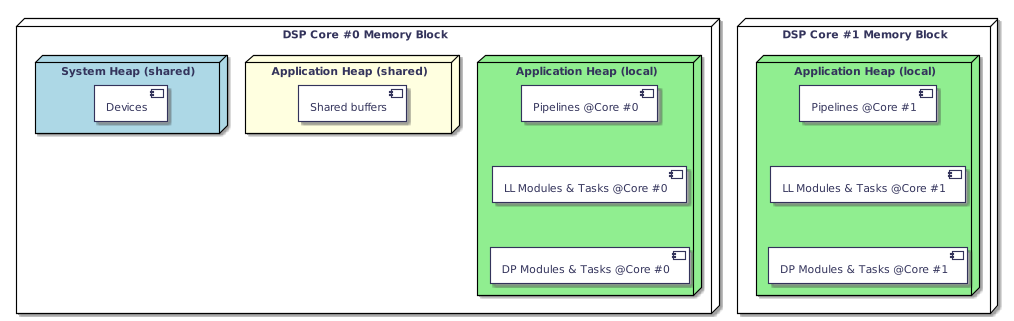 DSP Core #0 Memory Block
System Heap (shared)
Devices
Application Heap (shared)
Shared buffers
Application Heap (local)
Pipelines @Core #0
LL Modules & Tasks @Core #0
DP Modules & Tasks @Core #0
DSP Core #1 Memory Block
Application Heap (local)
Pipelines @Core #1
LL Modules & Tasks @Core #1
DP Modules & Tasks @Core #1